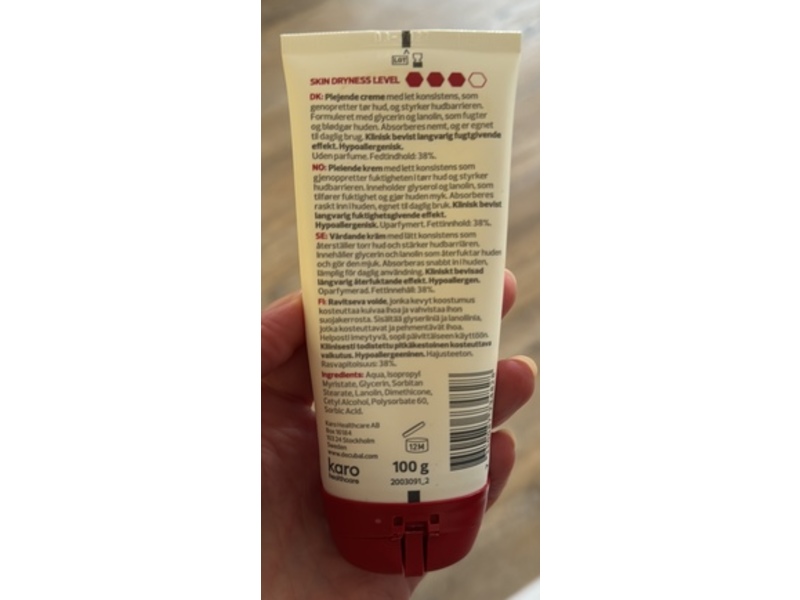 LOT
SKIN DRYNESS LEVEL
DK: Plejende creme med let konsistens, som
genopretter tør hud, og styrker hudbarrieren.
Formuleret med glycerin og lanolin, som fugter
og blødgør huden. Absorberes nemt, og er egnet
til daglig brug. Klinisk bevist langvarig fugtgivende
effekt. Hypoallergenisk.
Uden parfume. Fedtindhold: 38%.
NO: Pleiende krem med lett konsistens som
gjenoppretter fuktigheten i tørr hud og styrker
hudbarrieren. Inneholder glyserol og lanolin, som
tilfører fuktighet og gjør huden myk. Absorberes
raskt inn i huden, egnet til daglig bruk. Klinisk bevist
langvarig fuktighetsgivende effekt.
Hypoallergenisk. Uparfymert. Fettinnhold: 38%.
SE: Vårdande kräm med lätt konsistens som
återställer torr hud och stärker hudbarriären.
Innehåller glycerin och lanolin som återfuktar huden
och gör den mjuk. Absorberas snabbt in i huden,
lämplig för daglig användning. Kliniskt bevisad
långvarig återfuktande effekt. Hypoallergen.
Oparfymerad. Fettinnehåll: 38%.
FI: Ravitseva voide, jonka kevyt koostumus
kosteuttaa kuivaa ihoa ja vahvistaa ihon
suojakerrosta. Sisältää glyseriiniä ja lanoliinia,
jotka kosteuttavat ja pehmentävät ihoa.
Helposti imeytyvä, sopii päivittäiseen käyttöön.
Kliinisesti todistettu pitkäkestoinen kosteuttava
vaikutus. Hypoallergeeninen. Hajusteeton.
Rasvapitoisuus: 38%.
Ingredients: Aqua, Isopropyl
Myristate, Glycerin, Sorbitan
Stearate, Lanolin, Dimethicone,
Cetyl Alcohol, Polysorbate 60,
Sorbic Acid.
Karo Healthcare AB
Box 16184
103 24 Stockholm
Sweden
www.decubal.com
12M
karo
healthcare
100 g
2003091_2